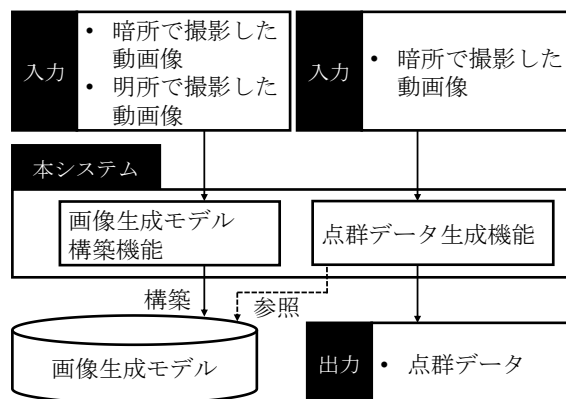 入力
• 暗所で撮影した
動画像
• 明所で撮影した
動画像
入力
• 暗所で撮影した
動画像
本システム
画像生成モデル
構築機能
点群データ生成機能
構築
参照
画像生成モデル
出力
• 点群データ